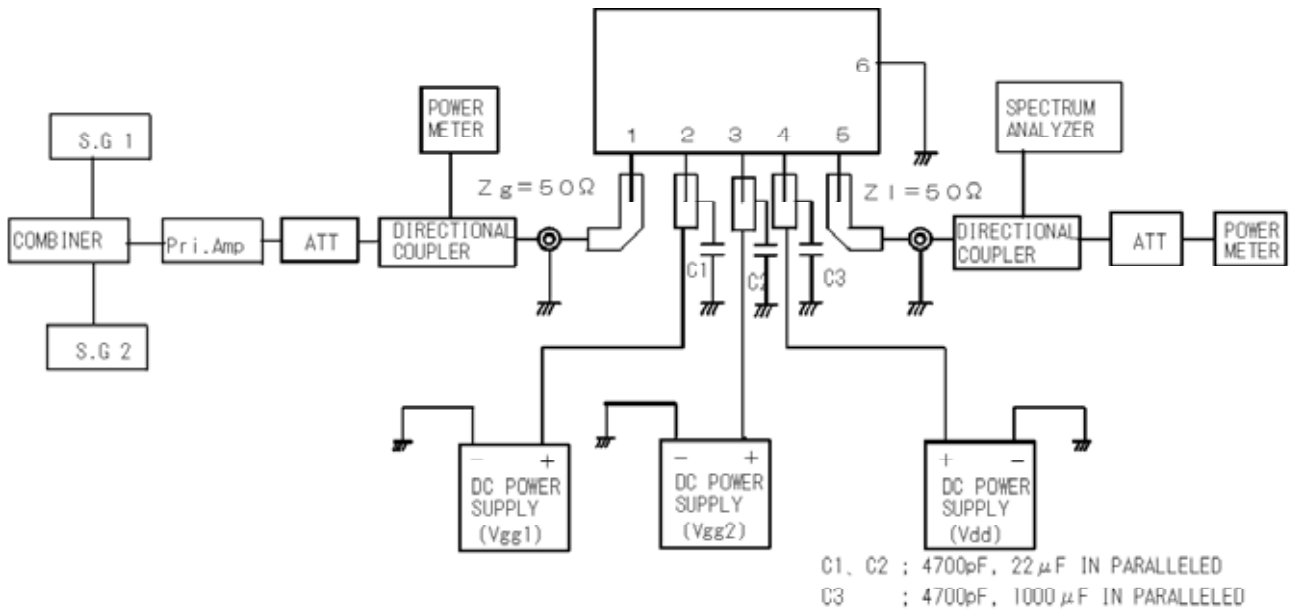 S.G 1
COMBINER
S.G 2
Pri.Amp
ATT
POWER
METER
DIRECTIONAL
COUPLER
Zg=50Ω
1
2
3
4
5
6
Zl=50Ω
SPECTRUM
ANALYZER
DIRECTIONAL
COUPLER
ATT
POWER
METER
C1
C2
C3
− +
DC POWER
SUPPLY
(Vgg1)
− +
DC POWER
SUPPLY
(Vgg2)
+ −
DC POWER
SUPPLY
(Vdd)
C1、C2 ; 4700pF, 22μF IN PARALLELED
C3 ; 4700pF, 1000μF IN PARALLELED